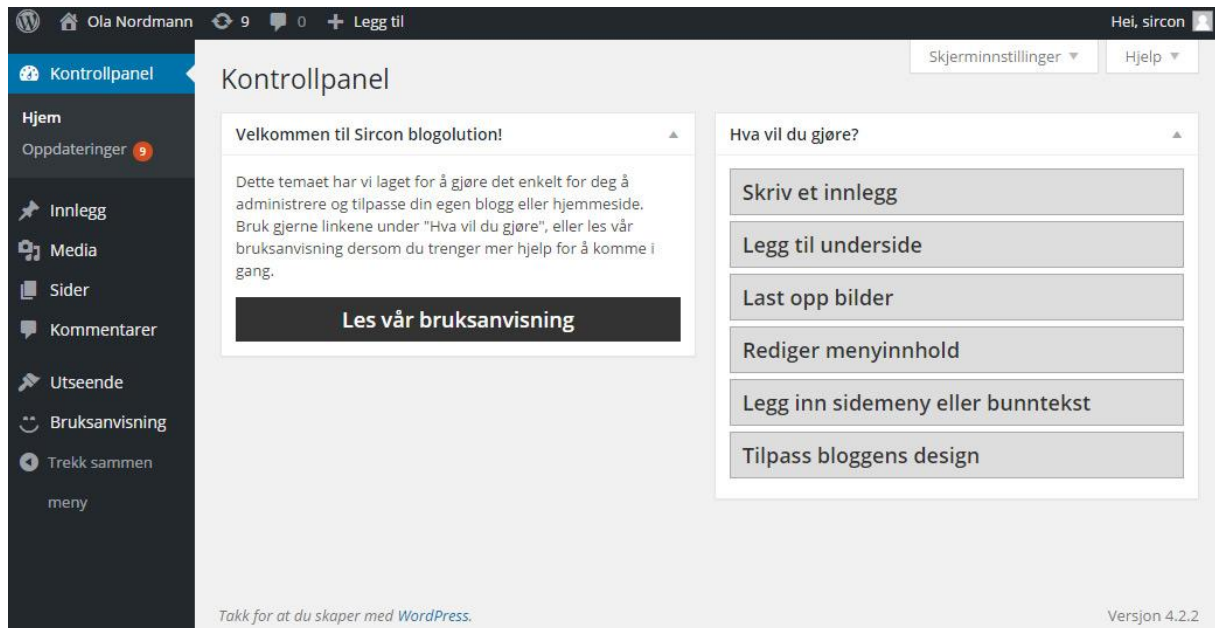 Ola Nordmann 9 0 Legg til Hei, sircon
Skjerminnstillinger Hjelp
Kontrollpanel
Hjem
Oppdateringer 9
Innlegg
Media
Sider
Kommentarer
Utseende
Bruksanvisning
Trekk sammen
meny
Kontrollpanel
Velkommen til Sircon blogolution!
Dette temaet har vi laget for å gjøre det enkelt for deg å
administrere og tilpasse din egen blogg eller hjemmeside.
Bruk gjerne linkene under "Hva vil du gjøre", eller les vår
bruksanvisning dersom du trenger mer hjelp for å komme i
gang.
Les vår bruksanvisning
Hva vil du gjøre?
Skriv et innlegg
Legg til underside
Last opp bilder
Rediger menyinnhold
Legg inn sidemeny eller bunntekst
Tilpass bloggens design
Takk for at du skaper med WordPress.
Versjon 4.2.2